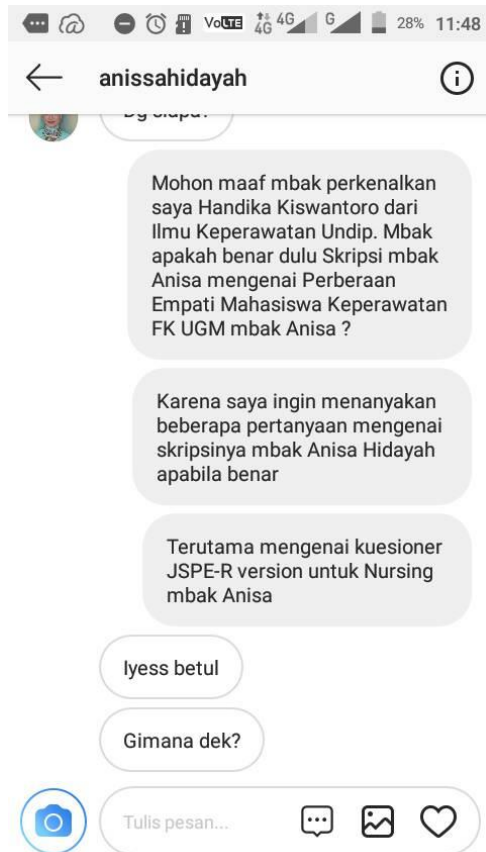 VoLTE 4G 4G G 28% 11:48
anissahidayah
Mohon maaf mbak perkenalkan
saya Handika Kiswantoro dari
Ilmu Keperawatan Undip. Mbak
apakah benar dulu Skripsi mbak
Anisa mengenai Perberaan
Empati Mahasiswa Keperawatan
FK UGM mbak Anisa ?
Karena saya ingin menanyakan
beberapa pertanyaan mengenai
skripsinya mbak Anisa Hidayah
apabila benar
Terutama mengenai kuesioner
JSPE-R version untuk Nursing
mbak Anisa
Iyess betul
Gimana dek?
Tulis pesan...